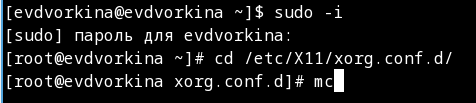 [evdvorkina@evdvorkina ~]$ sudo -i
[sudo] пароль для evdvorkina:
[root@evdvorkina ~]# cd /etc/X11/xorg.conf.d/
[root@evdvorkina xorg.conf.d]# mc